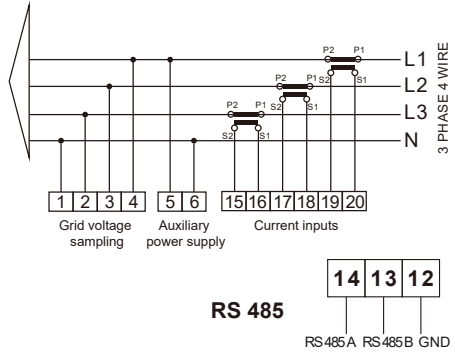 P2 P1
L1
P2 P1 S2 S1
L2
P2 P1 S2 S1
L3
S2 S1
N
3 PHASE 4 WIRE
1 2 3 4 5 6 15 16 17 18 19 20
Grid voltage
sampling
Auxiliary
power supply
Current inputs
14 13 12
RS 485
RS485A RS485B GND